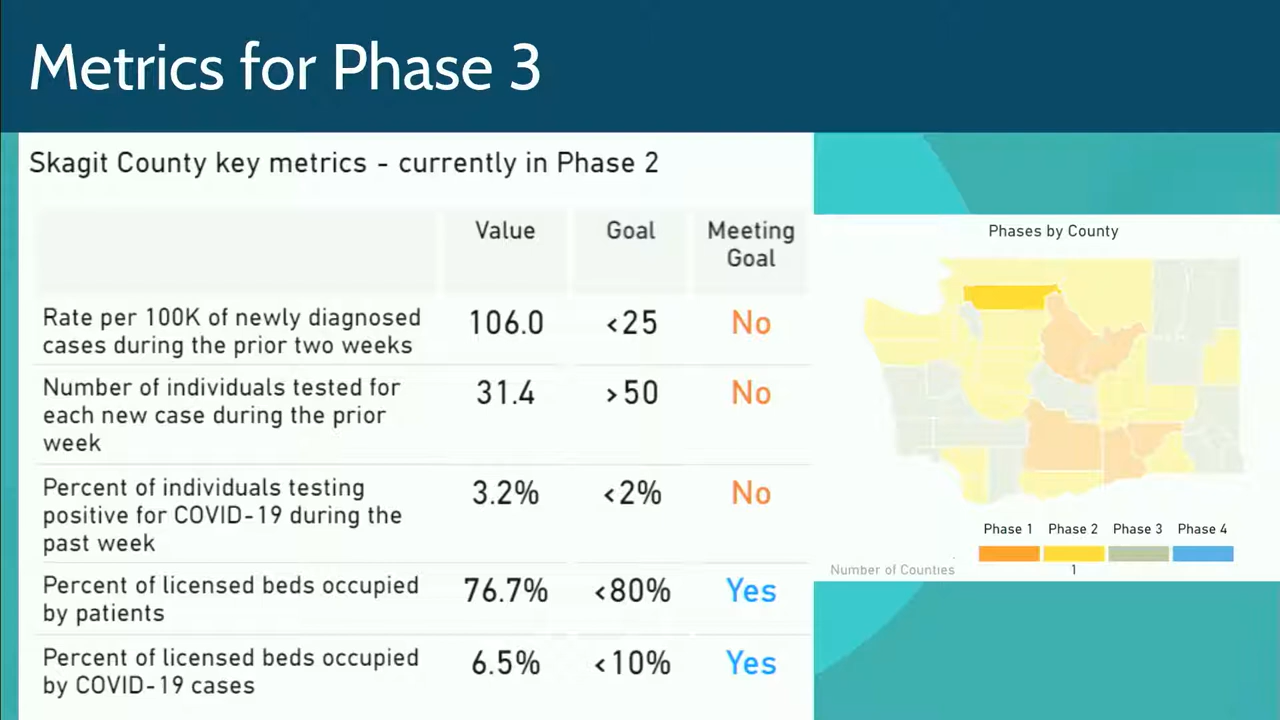 Metrics for Phase 3
Skagit County key metrics - currently in Phase 2
Value Goal Meeting
Goal
Rate per 100K of newly diagnosed
cases during the prior two weeks
106.0 <25 No
Number of individuals tested for
each new case during the prior
week
31.4 >50 No
Percent of individuals testing
positive for COVID-19 during the
past week
3.2% <2% No
Percent of licensed beds occupied
by patients
76.7% <80% Yes
Percent of licensed beds occupied
by COVID-19 cases
6.5% <10% Yes
Phases by County
Phase 1 Phase 2 Phase 3 Phase 4
Number of Counties 1